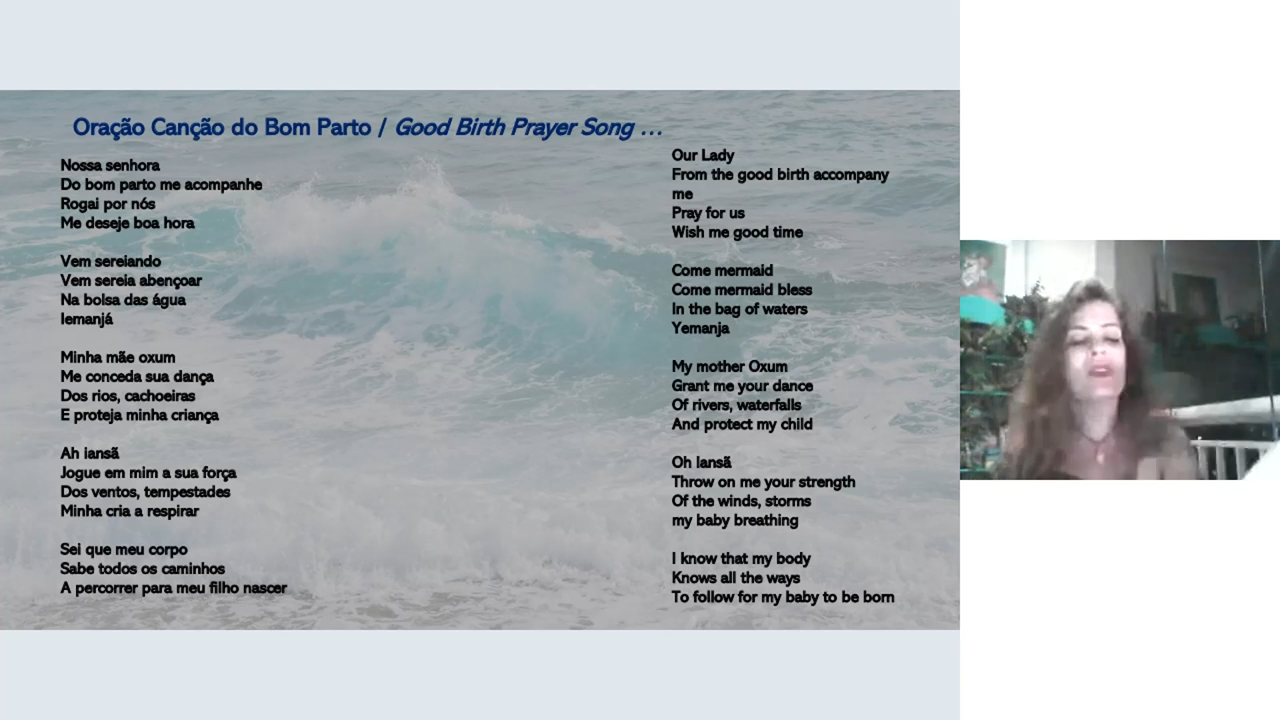 Oração Canção do Bom Parto / Good Birth Prayer Song ...
Nossa senhora
Do bom parto me acompanhe
Rogai por nós
Me deseje boa hora
Vem sereiando
Vem sereia abençoar
Na bolsa das água
Iemanjá
Minha mãe oxum
Me conceda sua dança
Dos rios, cachoeiras
E proteja minha criança
Ah iansã
Jogue em mim a sua força
Dos ventos, tempestades
Minha cria a respirar
Sei que meu corpo
Sabe todos os caminhos
A percorrer para meu filho nascer
Our Lady
From the good birth accompany
me
Pray for us
Wish me good time
Come mermaid
Come mermaid bless
In the bag of waters
Yemanja
My mother Oxum
Grant me your dance
Of rivers, waterfalls
And protect my child
Oh Iansã
Throw on me your strength
Of the winds, storms
my baby breathing
I know that my body
Knows all the ways
To follow for my baby to be born